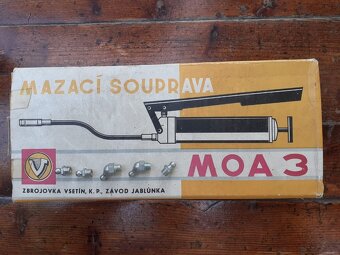 MAZACÍ SOUPRAVA
MOA 3
ZBROJOVKA VSETÍN, K. P., ZÁVOD JABLŮNKA